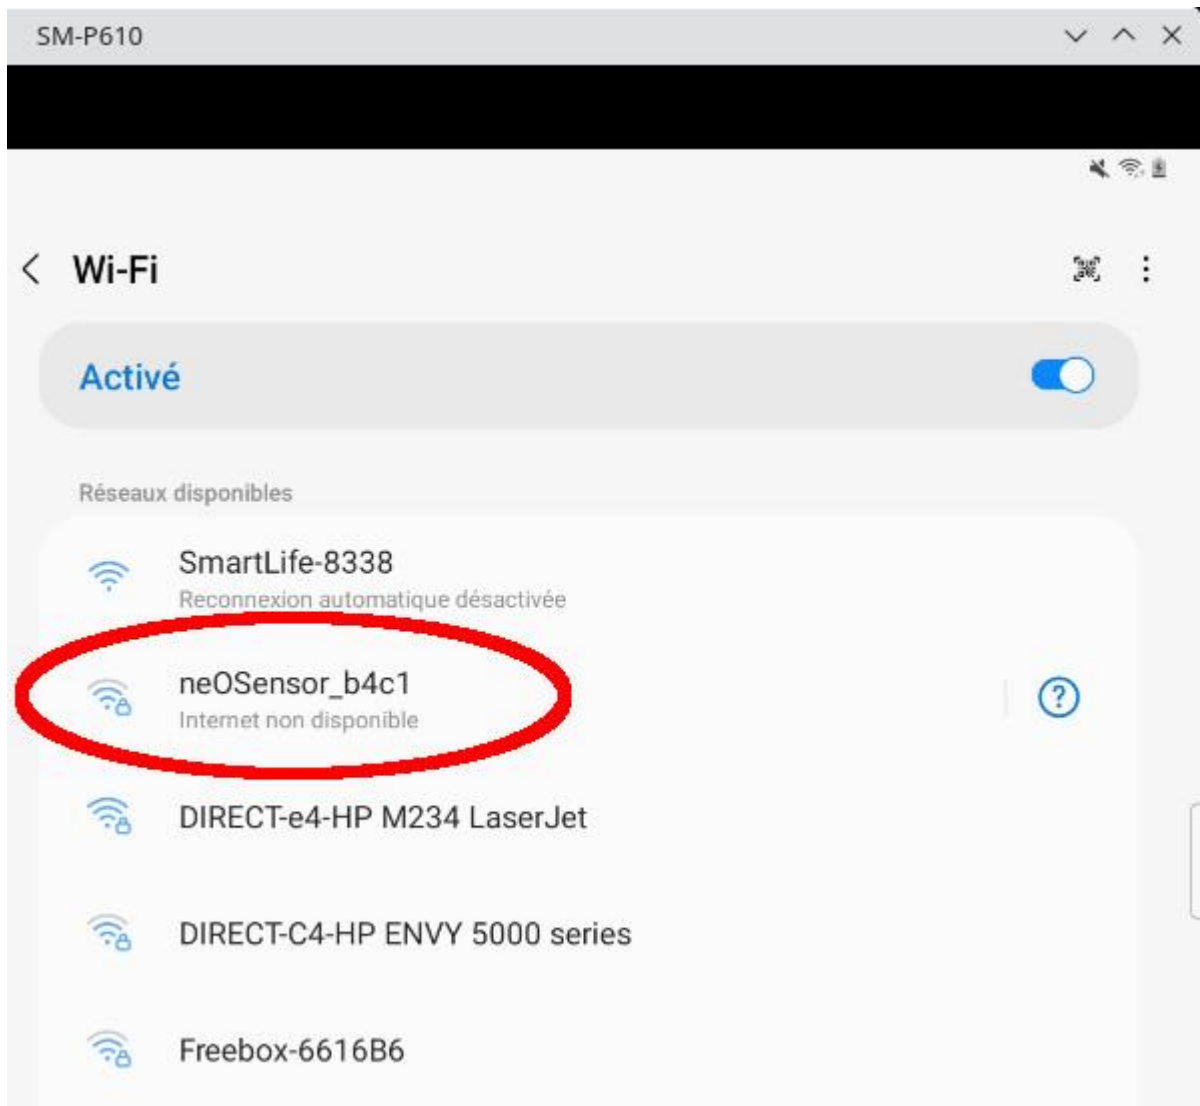 SM-P610
Wi-Fi
Activé
Réseaux disponibles
SmartLife-8338
Reconnexion automatique désactivée
neOSensor_b4c1
Internet non disponible
DIRECT-e4-HP M234 LaserJet
DIRECT-C4-HP ENVY 5000 series
Freebox-6616B6